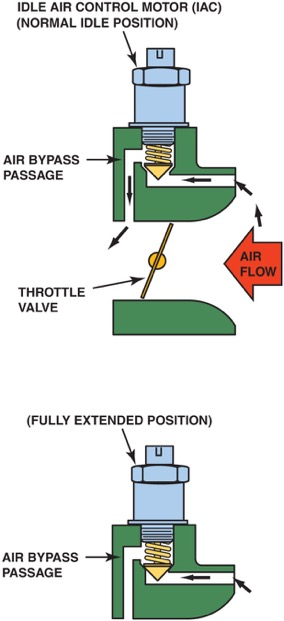 IDLE AIR CONTROL MOTOR (IAC)
(NORMAL IDLE POSITION)
AIR BYPASS
PASSAGE
AIR
FLOW
THROTTLE
VALVE
(FULLY EXTENDED POSITION)
AIR BYPASS
PASSAGE